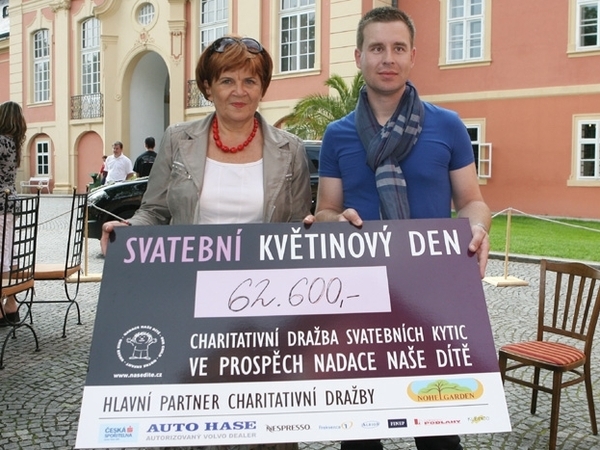 SVATEBNÍ KVĚTINOVÝ DEN
62.600,-
CHARITATIVNÍ DRAŽBA SVATEBNÍCH KYTIC
VE PROSPĚCH NADACE NAŠE DÍTĚ
www.nasedite.cz
HLAVNÍ PARTNER CHARITATIVNÍ DRAŽBY
NOHEL GARDEN
ČESKÁ
SPOŘITELNA
AUTO HASE
AUTORIZOVANÝ VOLVO DEALER
NESPRESSO